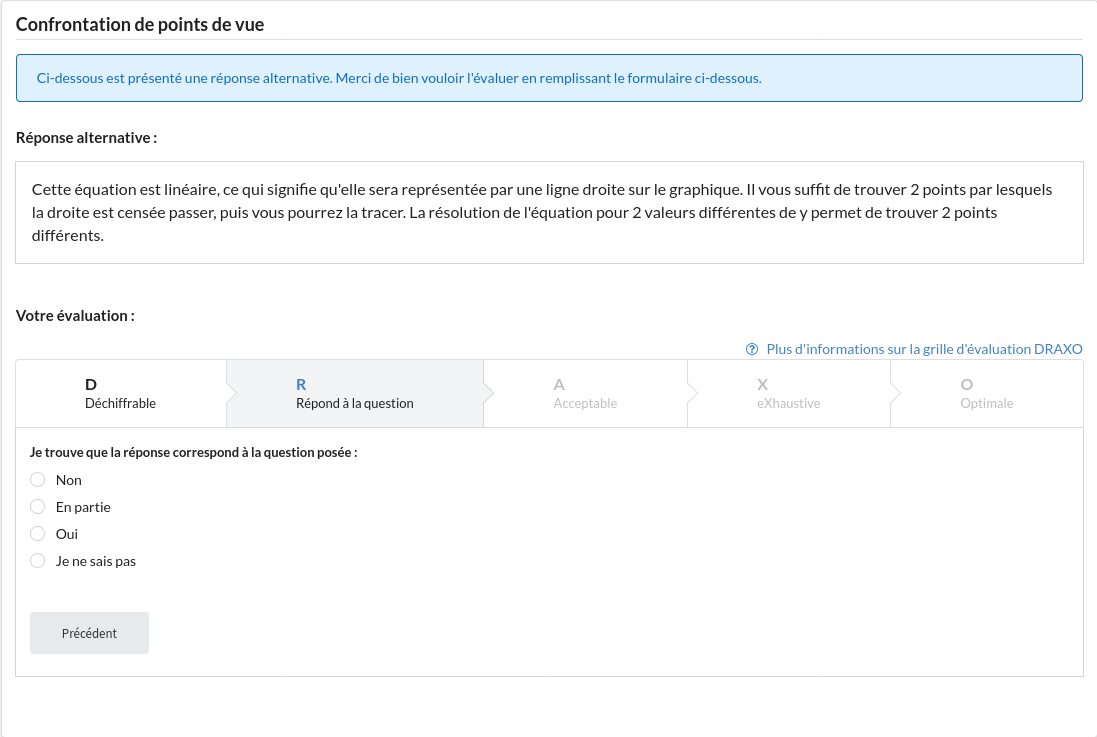 Confrontation de points de vue
Ci-dessous est présenté une réponse alternative. Merci de bien vouloir l'évaluer en remplissant le formulaire ci-dessous.
Réponse alternative :
Cette équation est linéaire, ce qui signifie qu'elle sera représentée par une ligne droite sur le graphique. Il vous suffit de trouver 2 points par lesquels
la droite est censée passer, puis vous pourrez la tracer. La résolution de l'équation pour 2 valeurs différentes de y permet de trouver 2 points
différents.
Votre évaluation :
Plus d'informations sur la grille d'évaluation DRAXO
D
Déchiffrable
R
Répond à la question
A
Acceptable
X
eXhaustive
O
Optimale
Je trouve que la réponse correspond à la question posée :
Non
En partie
Oui
Je ne sais pas
Précédent